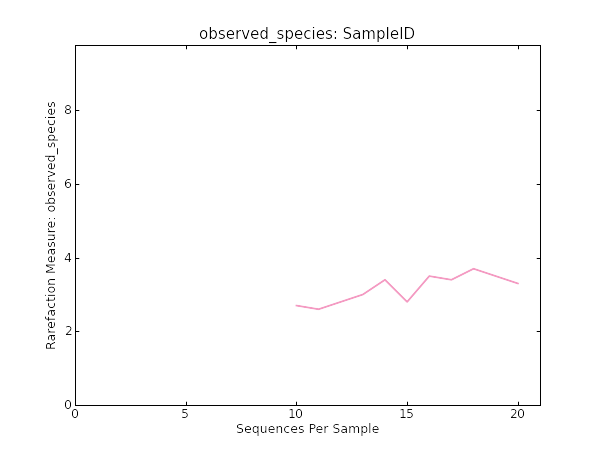 observed_species: SampleID
Rarefaction Measure: observed_species
8
6
4
2
0
0 5 10 15 20
Sequences Per Sample